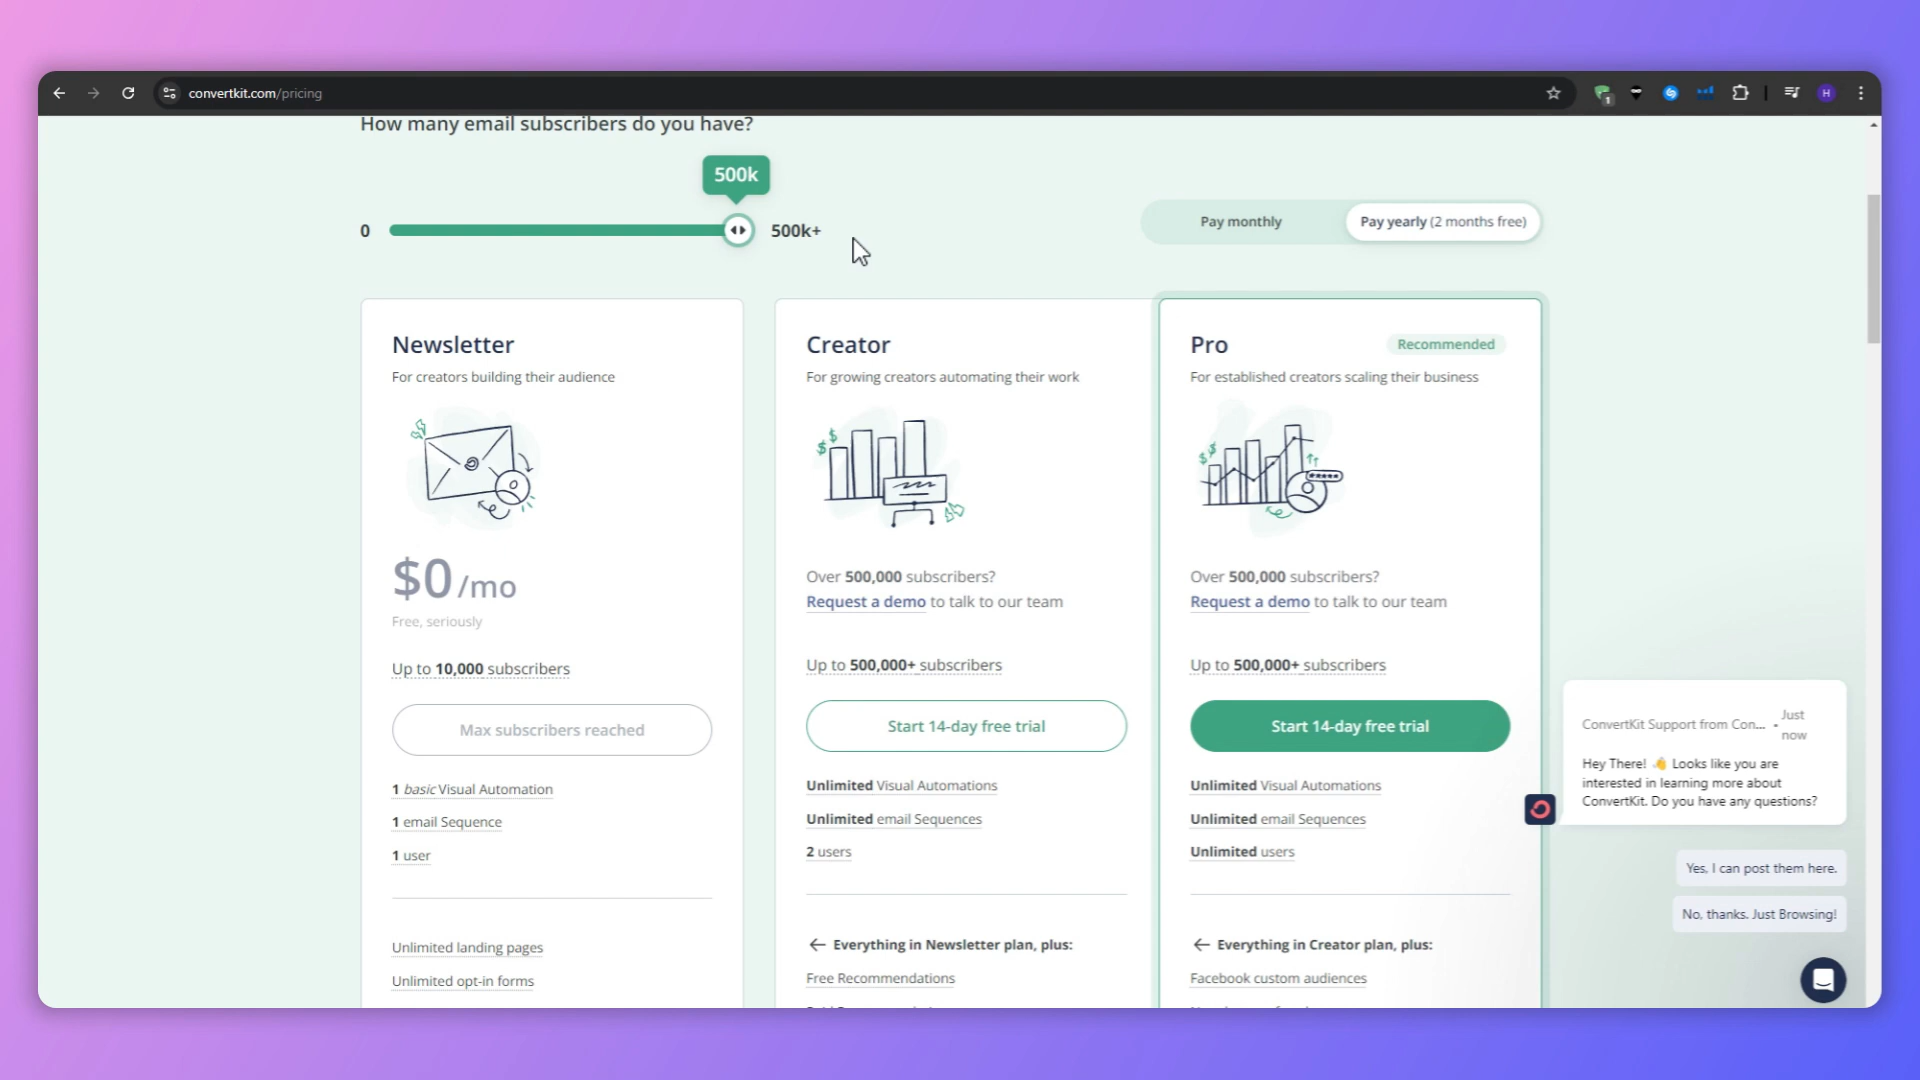 convertkit.com/pricing
1
H
How many email subscribers do you have?
500k
0
500k+
Pay monthly
Pay yearly (2 months free)
Newsletter
For creators building their audience
$0/mo
Free, seriously
Up to 10,000 subscribers
Max subscribers reached
1 basic Visual Automation
1 email Sequence
1 user
Unlimited landing pages
Unlimited opt-in forms
Creator
For growing creators automating their work
$ $
Over 500,000 subscribers?
Request a demo to talk to our team
Up to 500,000+ subscribers
Start 14-day free trial
Unlimited Visual Automations
Unlimited email Sequences
2 users
← Everything in Newsletter plan, plus:
Free Recommendations
Pro
Recommended
For established creators scaling their business
$ $
Over 500,000 subscribers?
Request a demo to talk to our team
Up to 500,000+ subscribers
Start 14-day free trial
Unlimited Visual Automations
Unlimited email Sequences
Unlimited users
← Everything in Creator plan, plus:
Facebook custom audiences
ConvertKit Support from Con... • Just now
Hey There! 👋 Looks like you are
interested in learning more about
ConvertKit. Do you have any questions?
Yes, I can post them here.
No, thanks. Just Browsing!